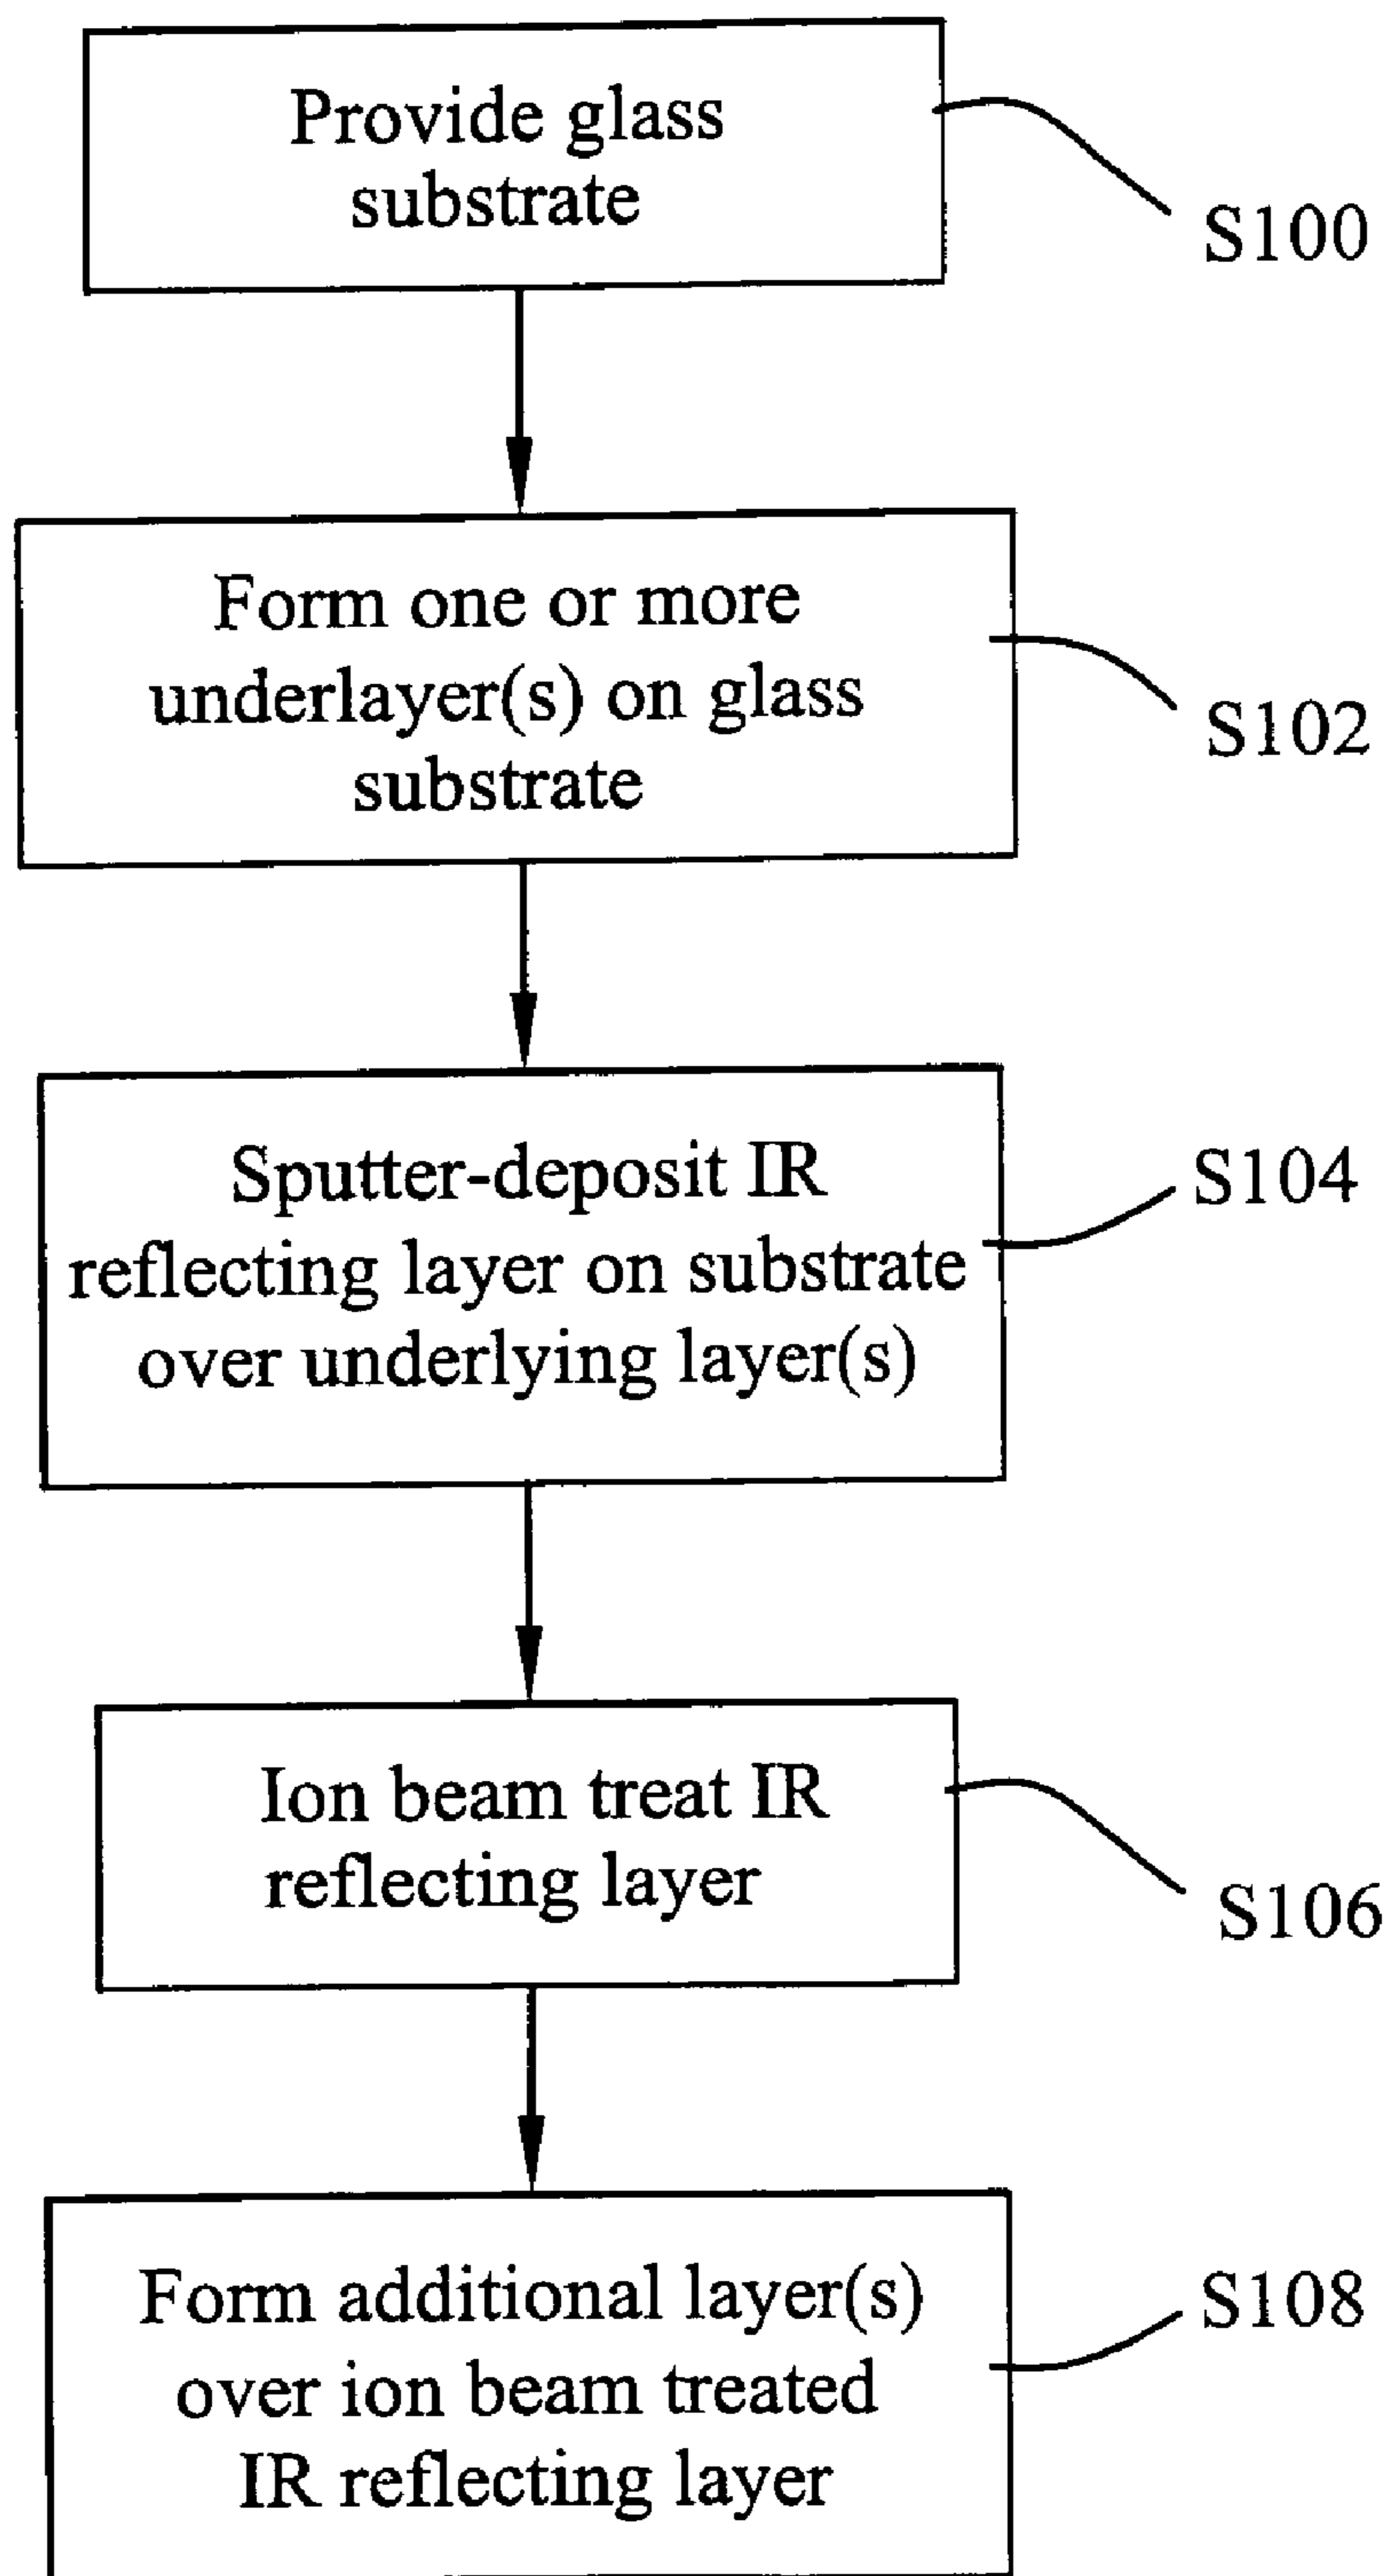 Provide glass
substrate
S100
Form one or more
underlayer(s) on glass
substrate
S102
Sputter-deposit IR
reflecting layer on substrate
over underlying layer(s)
S104
Ion beam treat IR
reflecting layer
S106
Form additional layer(s)
over ion beam treated
IR reflecting layer
S108